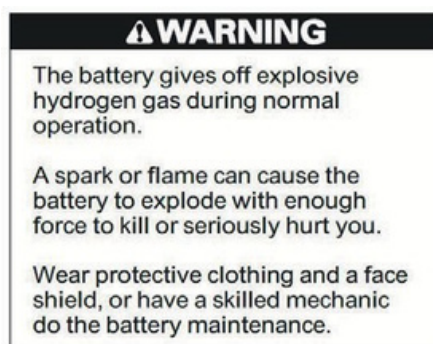 WARNING
The battery gives off explosive
hydrogen gas during normal
operation.
A spark or flame can cause the
battery to explode with enough
force to kill or seriously hurt you.
Wear protective clothing and a face
shield, or have a skilled mechanic
do the battery maintenance.